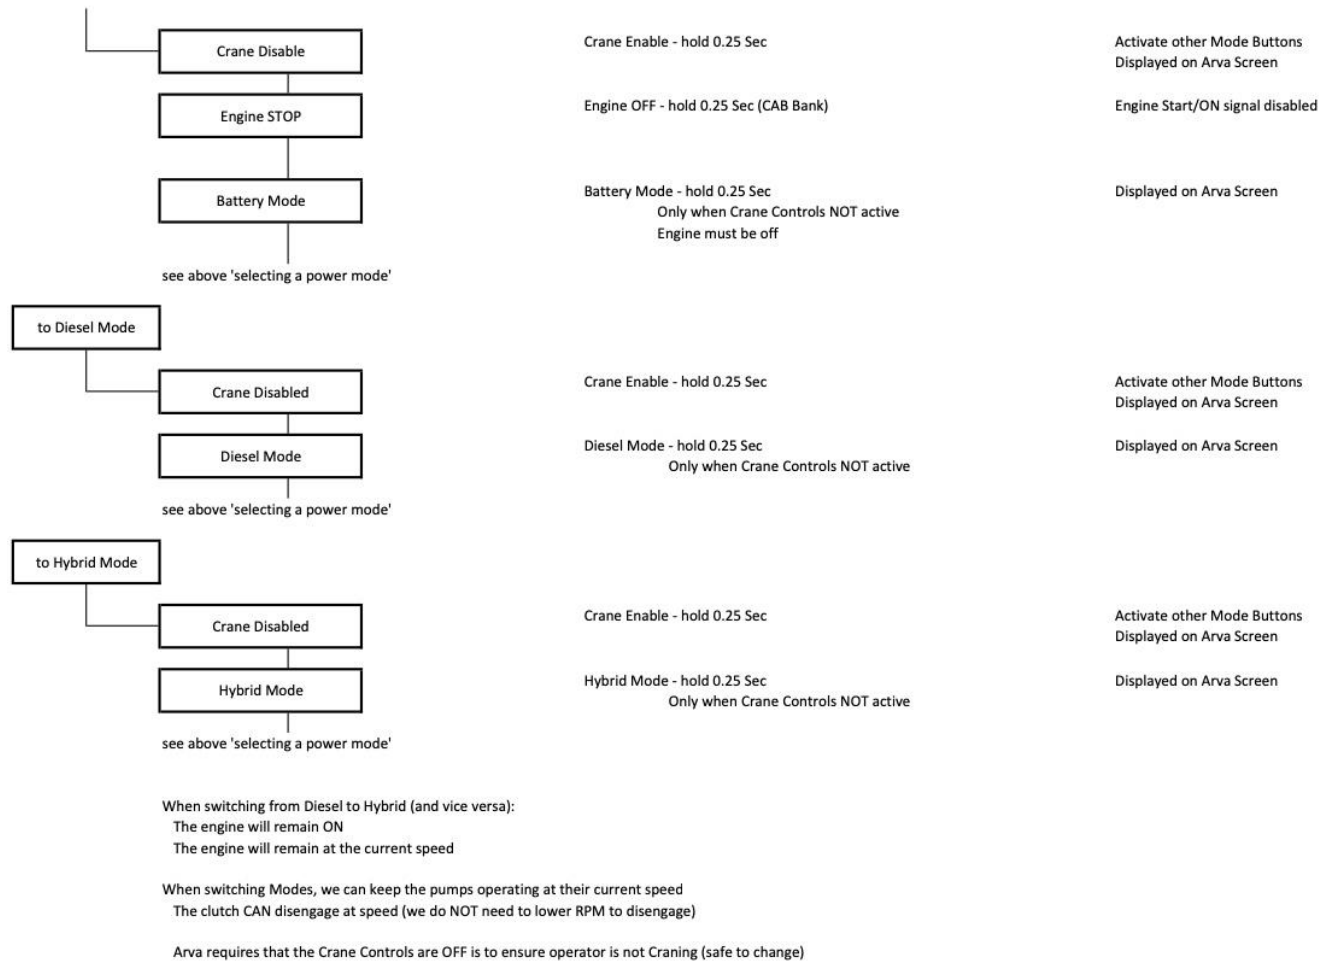 Crane Disable
Crane Enable - hold 0.25 Sec
Activate other Mode Buttons
Displayed on Arva Screen
Engine STOP
Engine OFF - hold 0.25 Sec (CAB Bank)
Engine Start/ON signal disabled
Battery Mode
Battery Mode - hold 0.25 Sec
Only when Crane Controls NOT active
Engine must be off
Displayed on Arva Screen
see above 'selecting a power mode'
to Diesel Mode
Crane Disabled
Crane Enable - hold 0.25 Sec
Activate other Mode Buttons
Displayed on Arva Screen
Diesel Mode
Diesel Mode - hold 0.25 Sec
Only when Crane Controls NOT active
Displayed on Arva Screen
see above 'selecting a power mode'
to Hybrid Mode
Crane Disabled
Crane Enable - hold 0.25 Sec
Activate other Mode Buttons
Displayed on Arva Screen
Hybrid Mode
Hybrid Mode - hold 0.25 Sec
Only when Crane Controls NOT active
Displayed on Arva Screen
see above 'selecting a power mode'
When switching from Diesel to Hybrid (and vice versa):
The engine will remain ON
The engine will remain at the current speed
When switching Modes, we can keep the pumps operating at their current speed
The clutch CAN disengage at speed (we do NOT need to lower RPM to disengage)
Arva requires that the Crane Controls are OFF is to ensure operator is not Craning (safe to change)